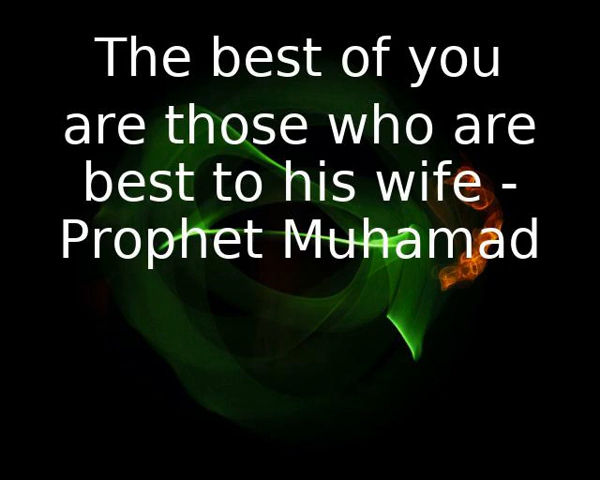 The best of you
are those who are
best to his wife -
Prophet Muhamad